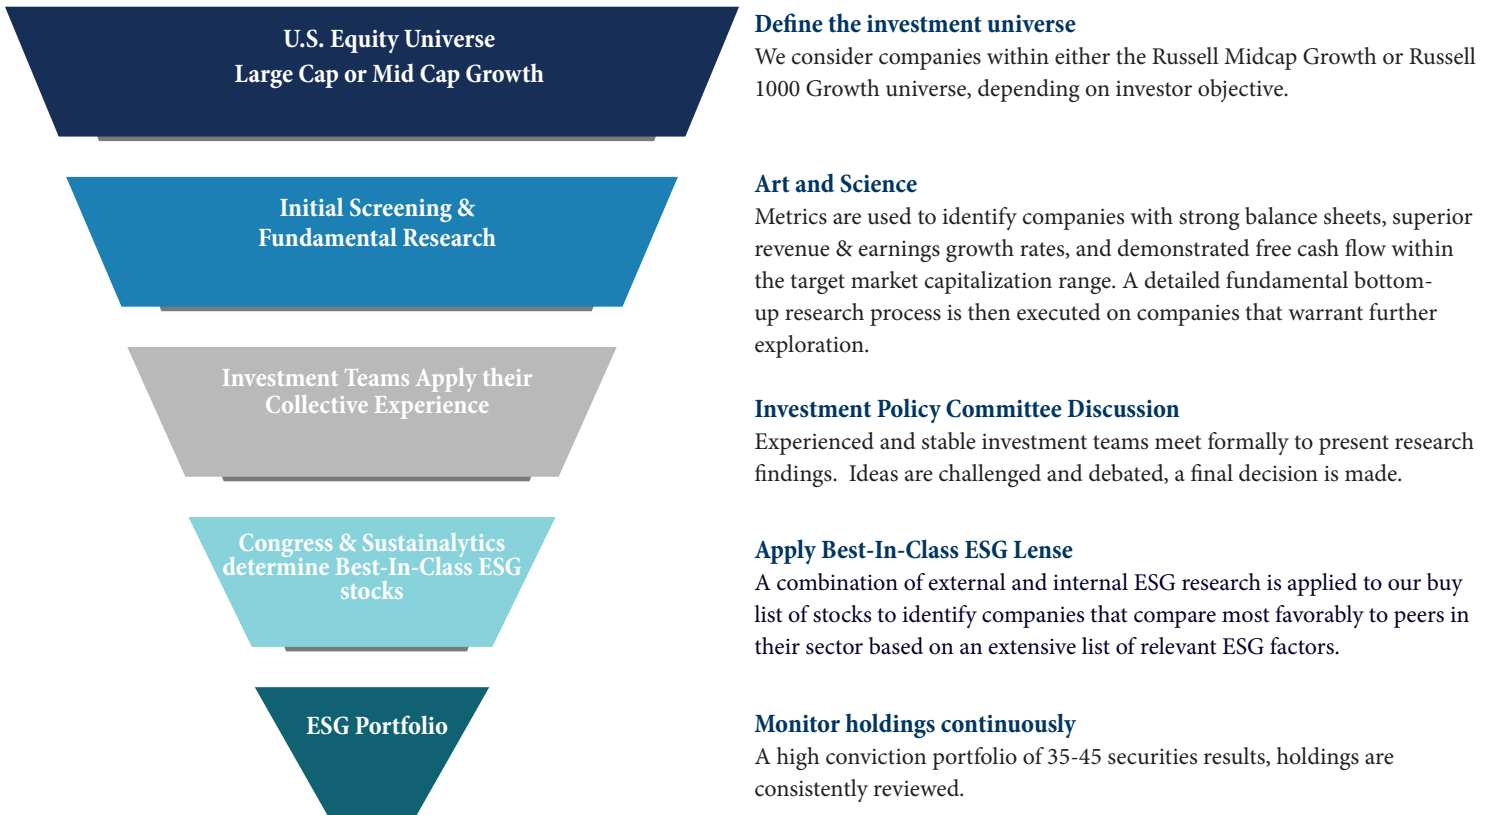 U.S. Equity Universe
Large Cap or Mid Cap Growth
Define the investment universe
We consider companies within either the Russell Midcap Growth or Russell
1000 Growth universe, depending on investor objective.
Initial Screening &
Fundamental Research
Art and Science
Metrics are used to identify companies with strong balance sheets, superior
revenue & earnings growth rates, and demonstrated free cash flow within
the target market capitalization range. A detailed fundamental bottom-
up research process is then executed on companies that warrant further
exploration.
Investment Teams Apply their
Collective Experience
Investment Policy Committee Discussion
Experienced and stable investment teams meet formally to present research
findings.  Ideas are challenged and debated, a final decision is made.
Congress & Sustainalytics
determine Best-In-Class ESG
stocks
Apply Best-In-Class ESG Lense
A combination of external and internal ESG research is applied to our buy
list of stocks to identify companies that compare most favorably to peers in
their sector based on an extensive list of relevant ESG factors.
ESG Portfolio
Monitor holdings continuously
A high conviction portfolio of 35-45 securities results, holdings are
consistently reviewed.